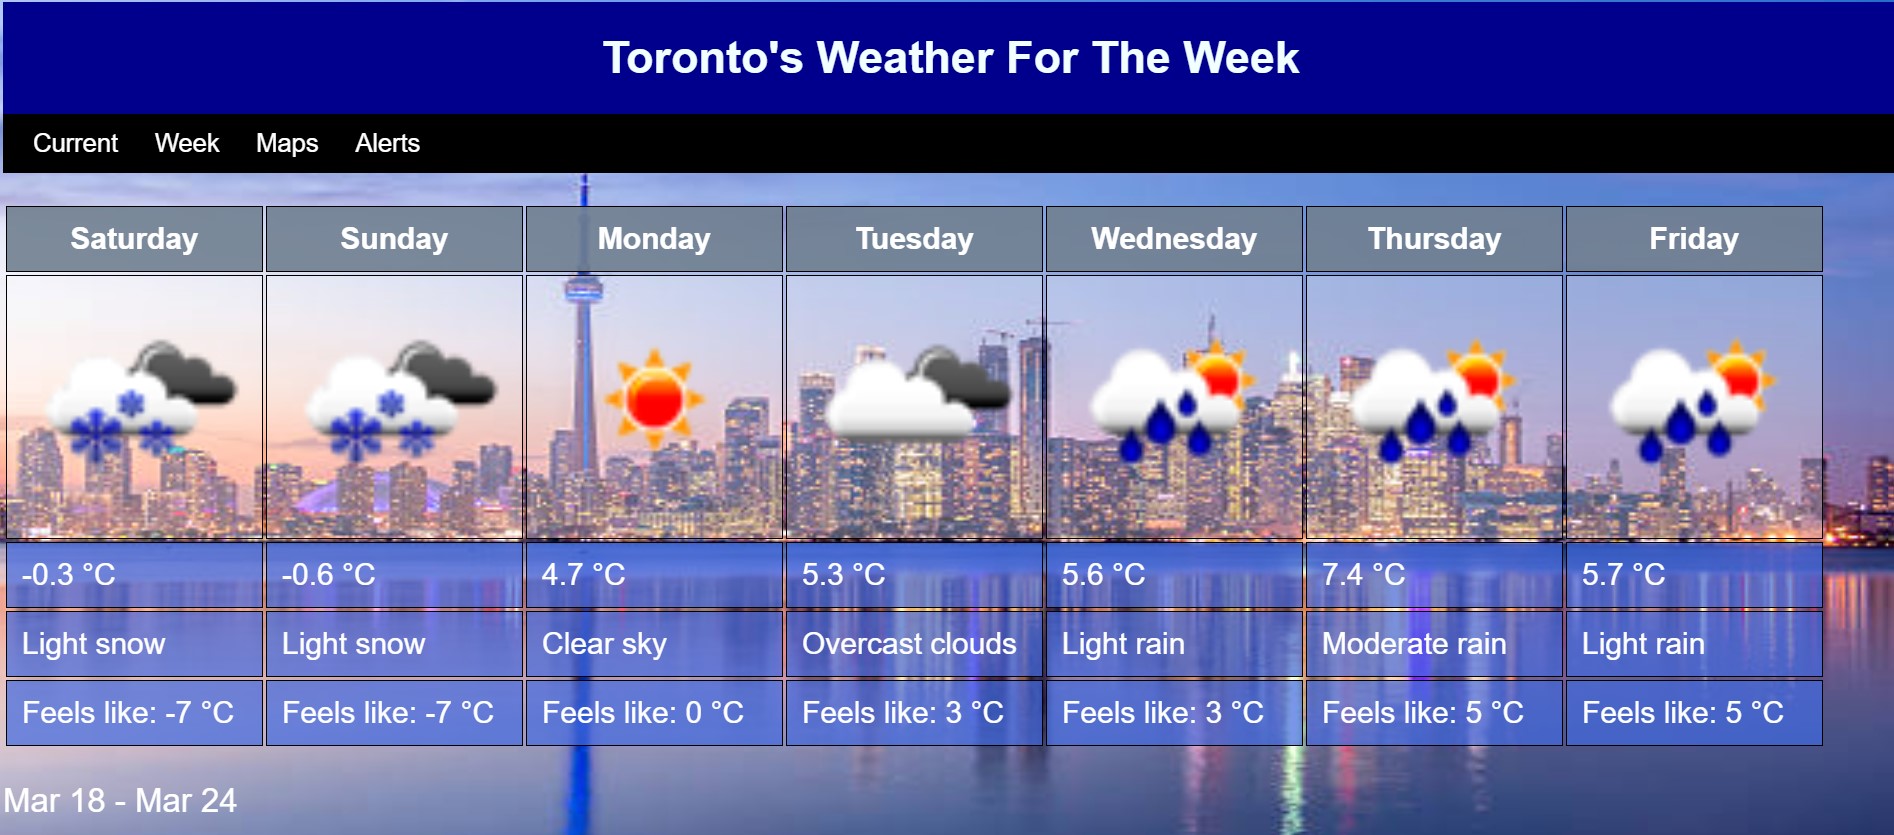 Toronto's Weather For The Week
Current Week Maps Alerts
Saturday Sunday Monday Tuesday Wednesday Thursday Friday
-0.3 °C -0.6 °C 4.7 °C 5.3 °C 5.6 °C 7.4 °C 5.7 °C
Light snow Light snow Clear sky Overcast clouds Light rain Moderate rain Light rain
Feels like: -7 °C Feels like: -7 °C Feels like: 0 °C Feels like: 3 °C Feels like: 3 °C Feels like: 5 °C Feels like: 5 °C
Mar 18 - Mar 24